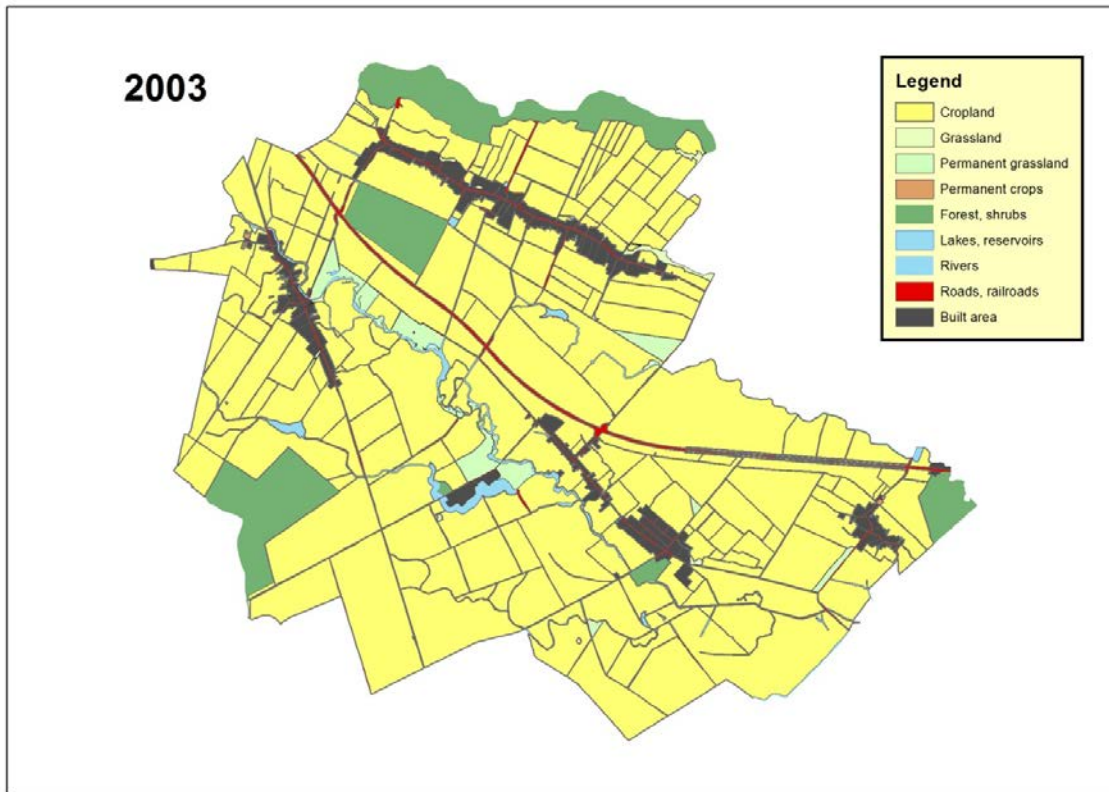 2003
Legend
Cropland
Grassland
Permanent grassland
Permanent crops
Forest, shrubs
Lakes, reservoirs
Rivers
Roads, railroads
Built area